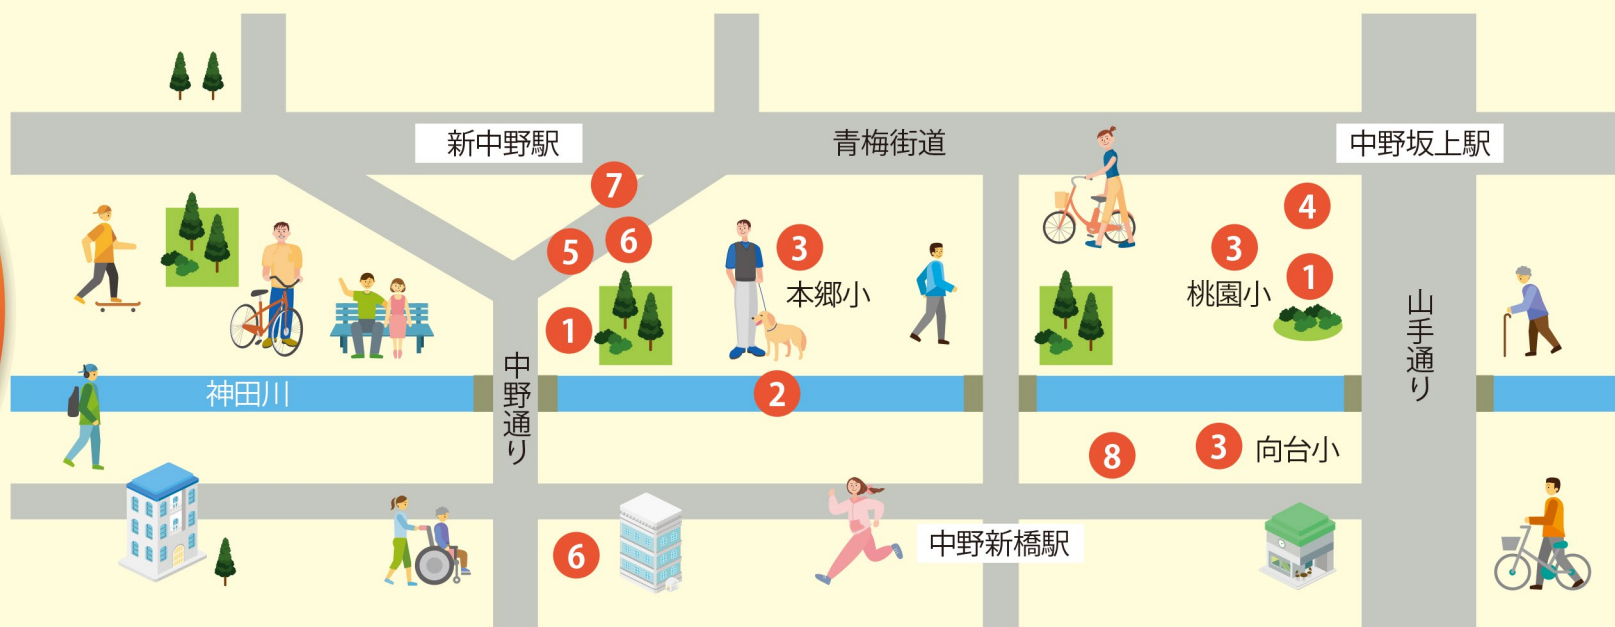 新中野駅
青梅街道
中野坂上駅
7
4
5
6
3
3
1
本郷小
桃園小
1
山手通り
中野通り
神田川
2
8
3
向台小
6
中野新橋駅